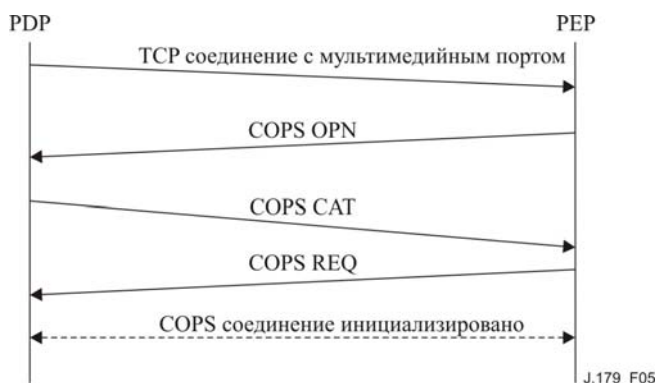 PDP PEP
TCP соединение с мультимедийным портом
COPS OPN
COPS CAT
COPS REQ
COPS соединение инициализировано
J.179_F05